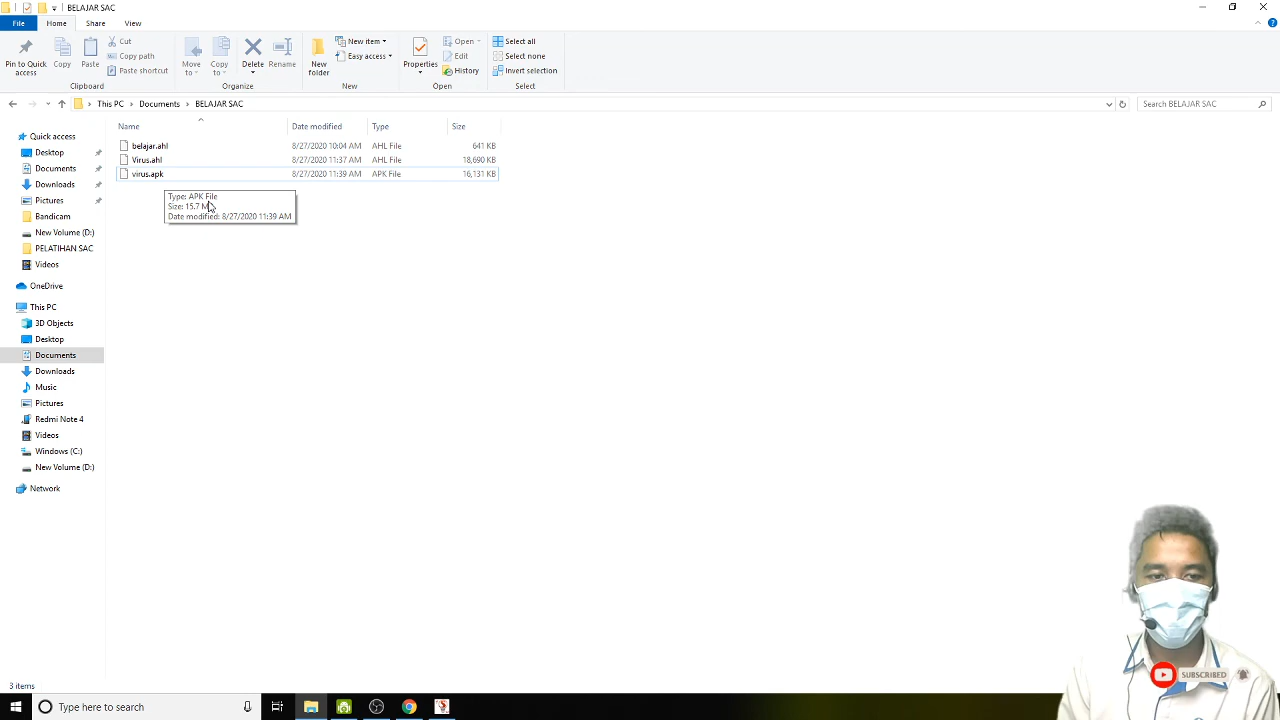 BELAJAR SAC
File Home Share View
Pin to Quick access
Copy
Paste
Cut
Copy path
Paste shortcut
Clipboard
Move to
Copy to
Delete
Rename
Organize
New folder
New item
Easy access
New
Properties
Open
Edit
History
Open
Select all
Select none
Invert selection
Select
This PC Documents BELAJAR SAC
Search BELAJAR SAC
Name Date modified Type Size
belajar.ahl 8/27/2020 10:04 AM AHL File 641 KB
Virus.ahl 8/27/2020 11:37 AM AHL File 18,690 KB
virus.apk 8/27/2020 11:39 AM APK File 16,131 KB
Type: APK File
Size: 15.7
Date modified: 8/27/2020 11:39 AM
Quick access
Desktop
Documents
Downloads
Pictures
Bandicam
New Volume (D:)
PELATIHAN SAC
Videos
OneDrive
This PC
3D Objects
Desktop
Documents
Downloads
Music
Pictures
Redmi Note 4
Videos
Windows (C:)
New Volume (D:)
Network
3 items
SUBSCRIBED
Type here to search